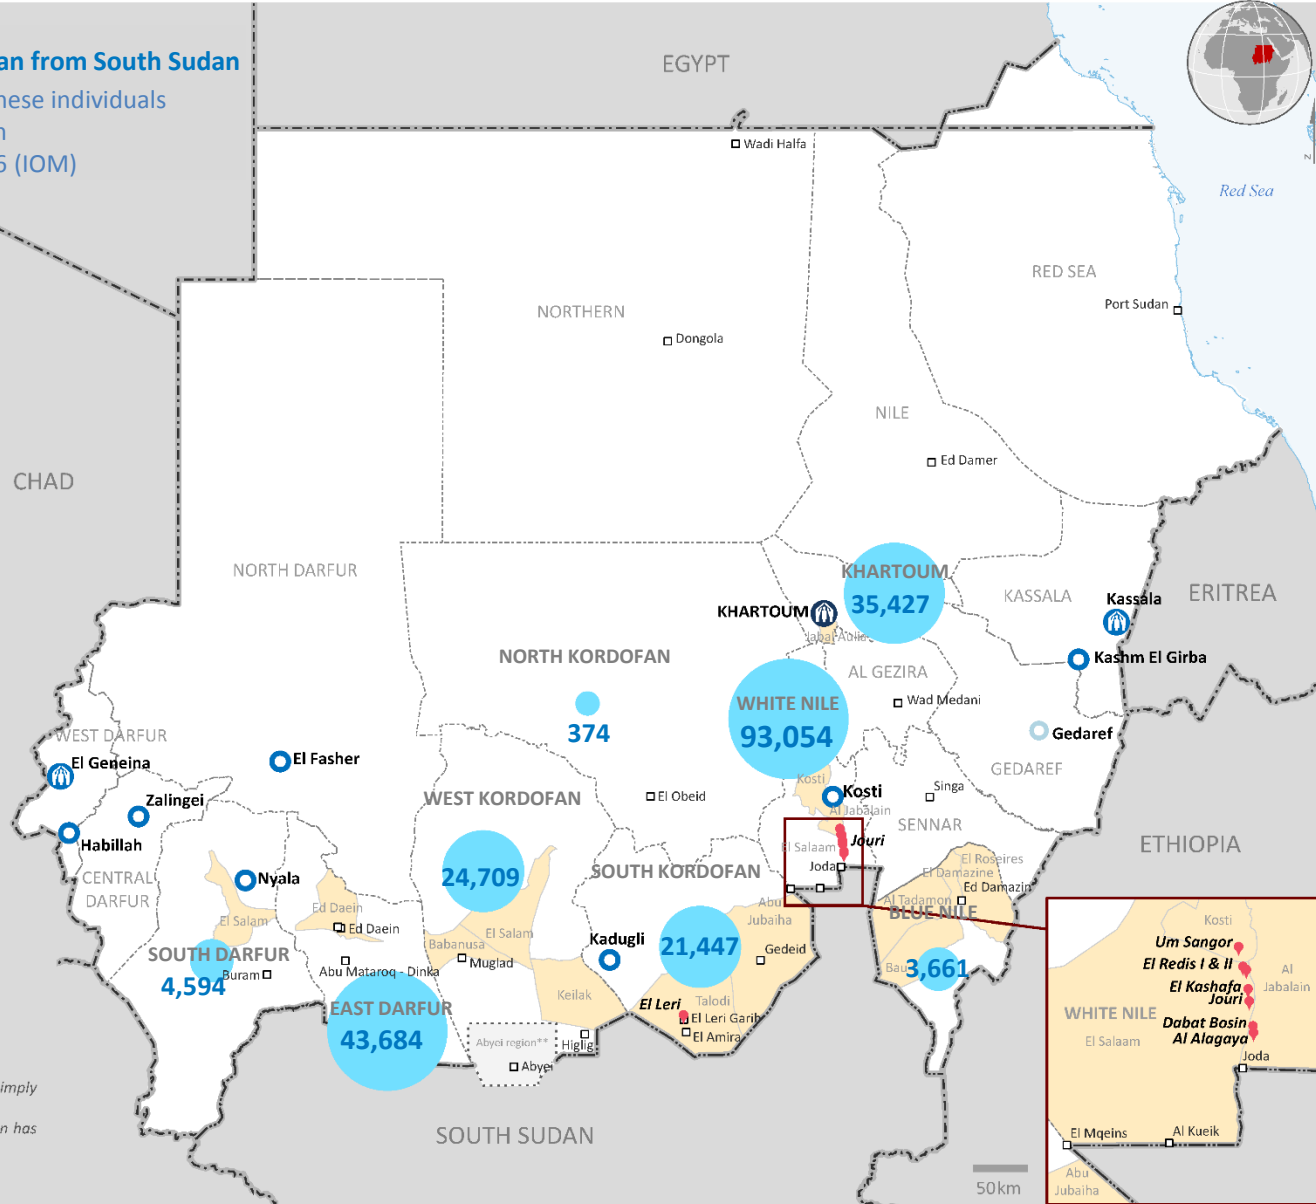 an from South Sudan
nese individuals
n
6 (IOM)
EGYPT
Wadi Halfa
N
Red Sea
RED SEA
Port Sudan
NORTHERN
Dongola
NILE
Ed Damer
CHAD
NORTH DARFUR
KHARTOUM
35,427
KHARTOUM
Jabal Aulia
KASSALA
Kassala
ERITREA
Kashm El Girba
NORTH KORDOFAN
374
AL GEZIRA
Wad Medani
WHITE NILE
93,054
Gedaref
GEDAREF
WEST DARFUR
El Geneina
El Fasher
Zalingei
Habillah
WEST KORDOFAN
24,709
El Obeid
Kosti
Kosti
Al Jabalain
Singa
SENNAR
Jouri
El Salaam
Joda
ETHIOPIA
CENTRAL
DARFUR
Nyala
El Salam
Ed Daein
Ed Daein
SOUTH KORDOFAN
21,447
Abu
Jubaiha
Gedeid
El Roseires
El Damazine
Ed Damazin
Al Tadamon
BLUE NILE
Bau
3,661
SOUTH DARFUR
4,594
Buram
Abu Mataroq - Dinka
Babanusa
El Salam
Muglad
Kadugli
Keilak
EAST DARFUR
43,684
El Leri
Talodi
El Leri Garib
El Amira
Abyei region**
Abyei
Higlig
SOUTH SUDAN
imply
n has
50km
Kosti
Um Sangor
El Redis I & II
El Kashafa
Jouri
Al
Jabalain
WHITE NILE
El Salaam
Dabat Bosin
Al Alagaya
Joda
El Mqeins
Al Kueik
Abu
Jubaiha